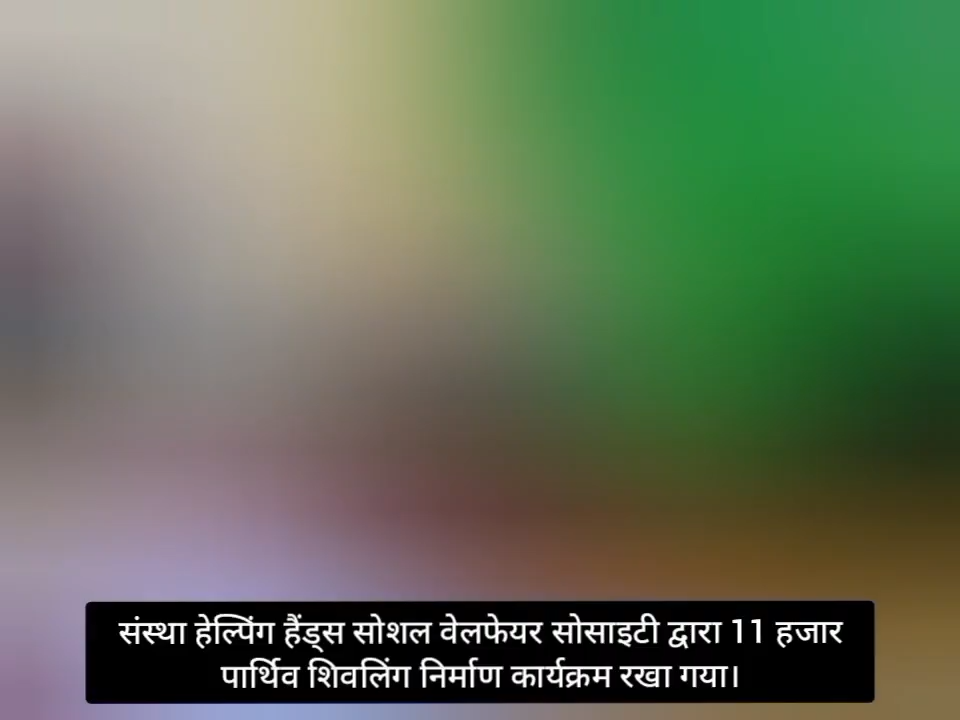 संस्था हेल्पिंग हैंड्स सोशल वेलफेयर सोसाइटी द्वारा 11 हजार
पार्थिव शिवलिंग निर्माण कार्यक्रम रखा गया।